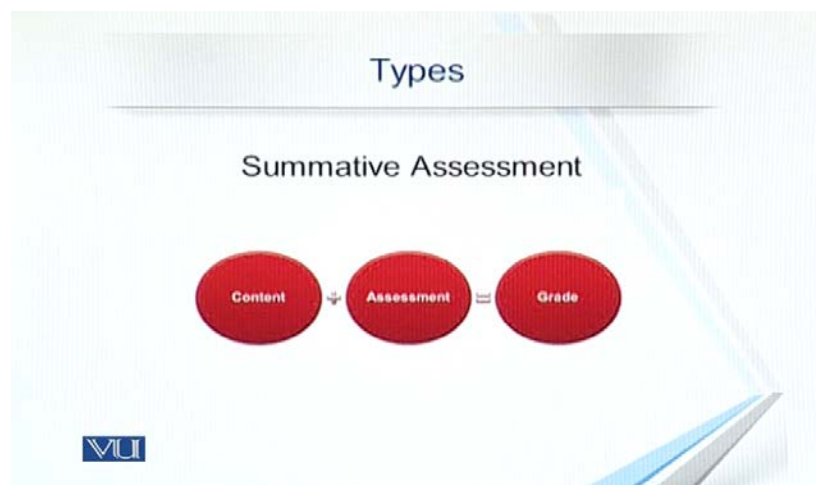 Types
Summative Assessment
Content + Assessment = Grade
VU